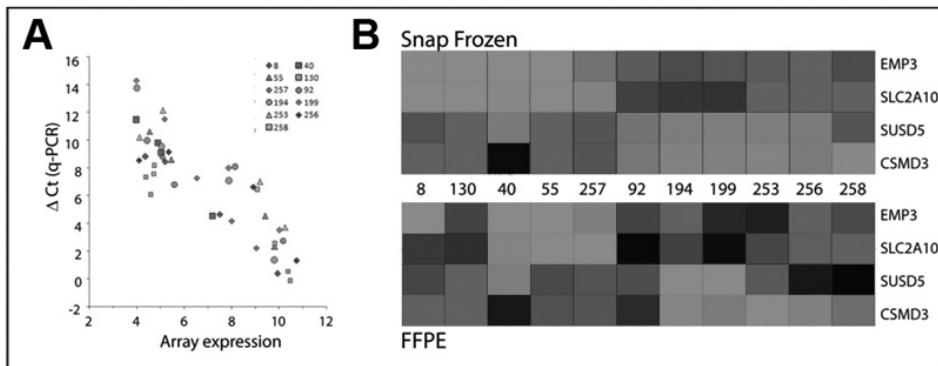 A
B
Δ Ct (q-PCR)
16
14
12
10
8
6
4
2
0
-2
2 4 6 8 10 12
Array expression
8 40
55 130
257 92
194 199
253 256
258
Snap Frozen
EMP3
SLC2A10
SUSD5
CSMD3
8 130 40 55 257 92 194 199 253 256 258
EMP3
SLC2A10
SUSD5
CSMD3
FFPE